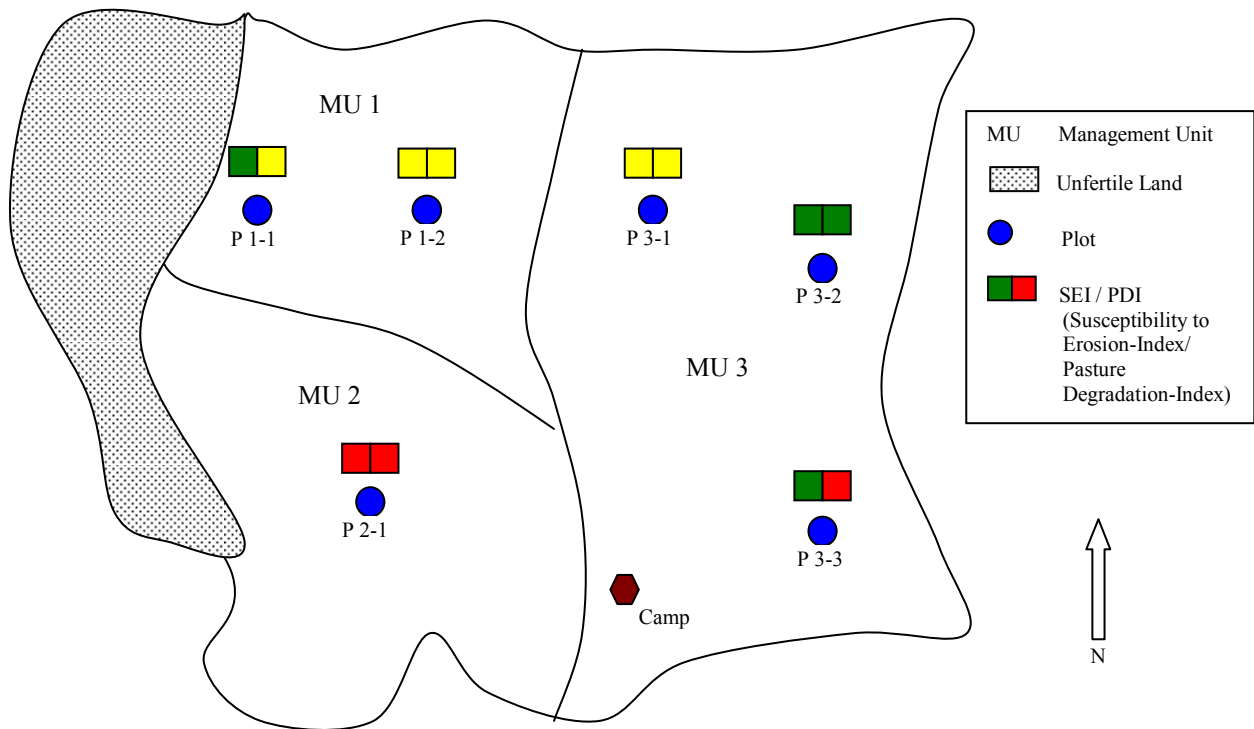 MU 1
P 1-1
P 1-2
P 3-1
P 3-2
MU 3
MU 2
P 2-1
P 3-3
Camp
MU Management Unit
Unfertile Land
Plot
SEI / PDI
(Susceptibility to
Erosion-Index/
Pasture
Degradation-Index)
N